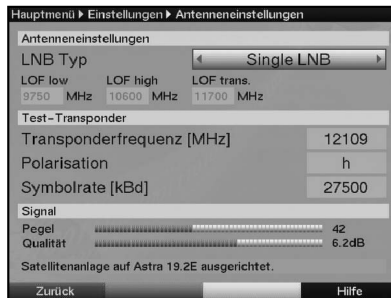 Hauptmenü ▶ Einstellungen ▶ Antenneneinstellungen
Antenneneinstellungen
LNB Typ Single LNB
LOF low LOF high LOF trans.
9750 MHz 10600 MHz 11700 MHz
Test-Transponder
Transponderfrequenz [MHz] 12109
Polarisation h
Symbolrate [kBd] 27500
Signal
Pegel 42
Qualität 6.2dB
Satellitenanlage auf Astra 19.2E ausgerichtet.
Zurück Hilfe